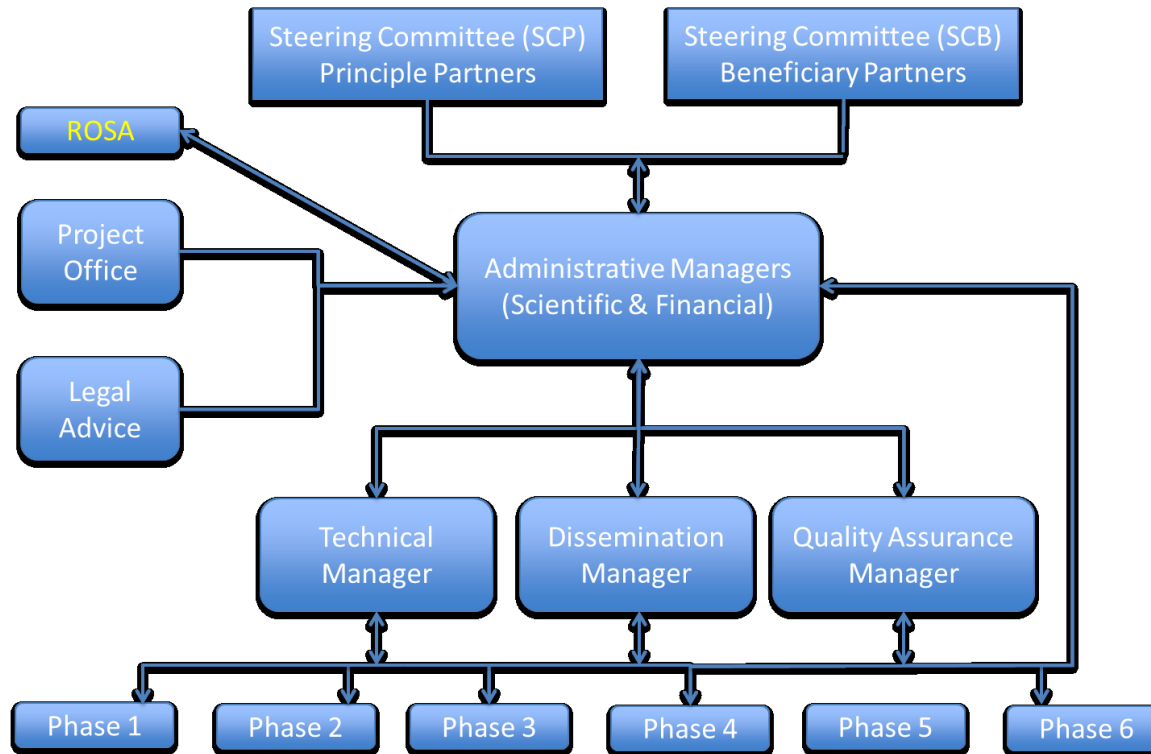 Steering Committee (SCP)
Principle Partners
Steering Committee (SCB)
Beneficiary Partners
ROSA
Project
Office
Administrative Managers
(Scientific & Financial)
Legal
Advice
Technical
Manager
Dissemination
Manager
Quality Assurance
Manager
Phase 1
Phase 2
Phase 3
Phase 4
Phase 5
Phase 6